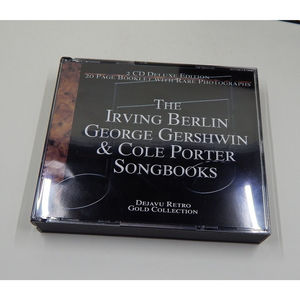 2 CD Deluxe Edition
20 Page Booklet with Rare Photographs
The
Irving Berlin
George Gershwin
& Cole Porter
Songbooks
Dejavu Retro
Gold Collection